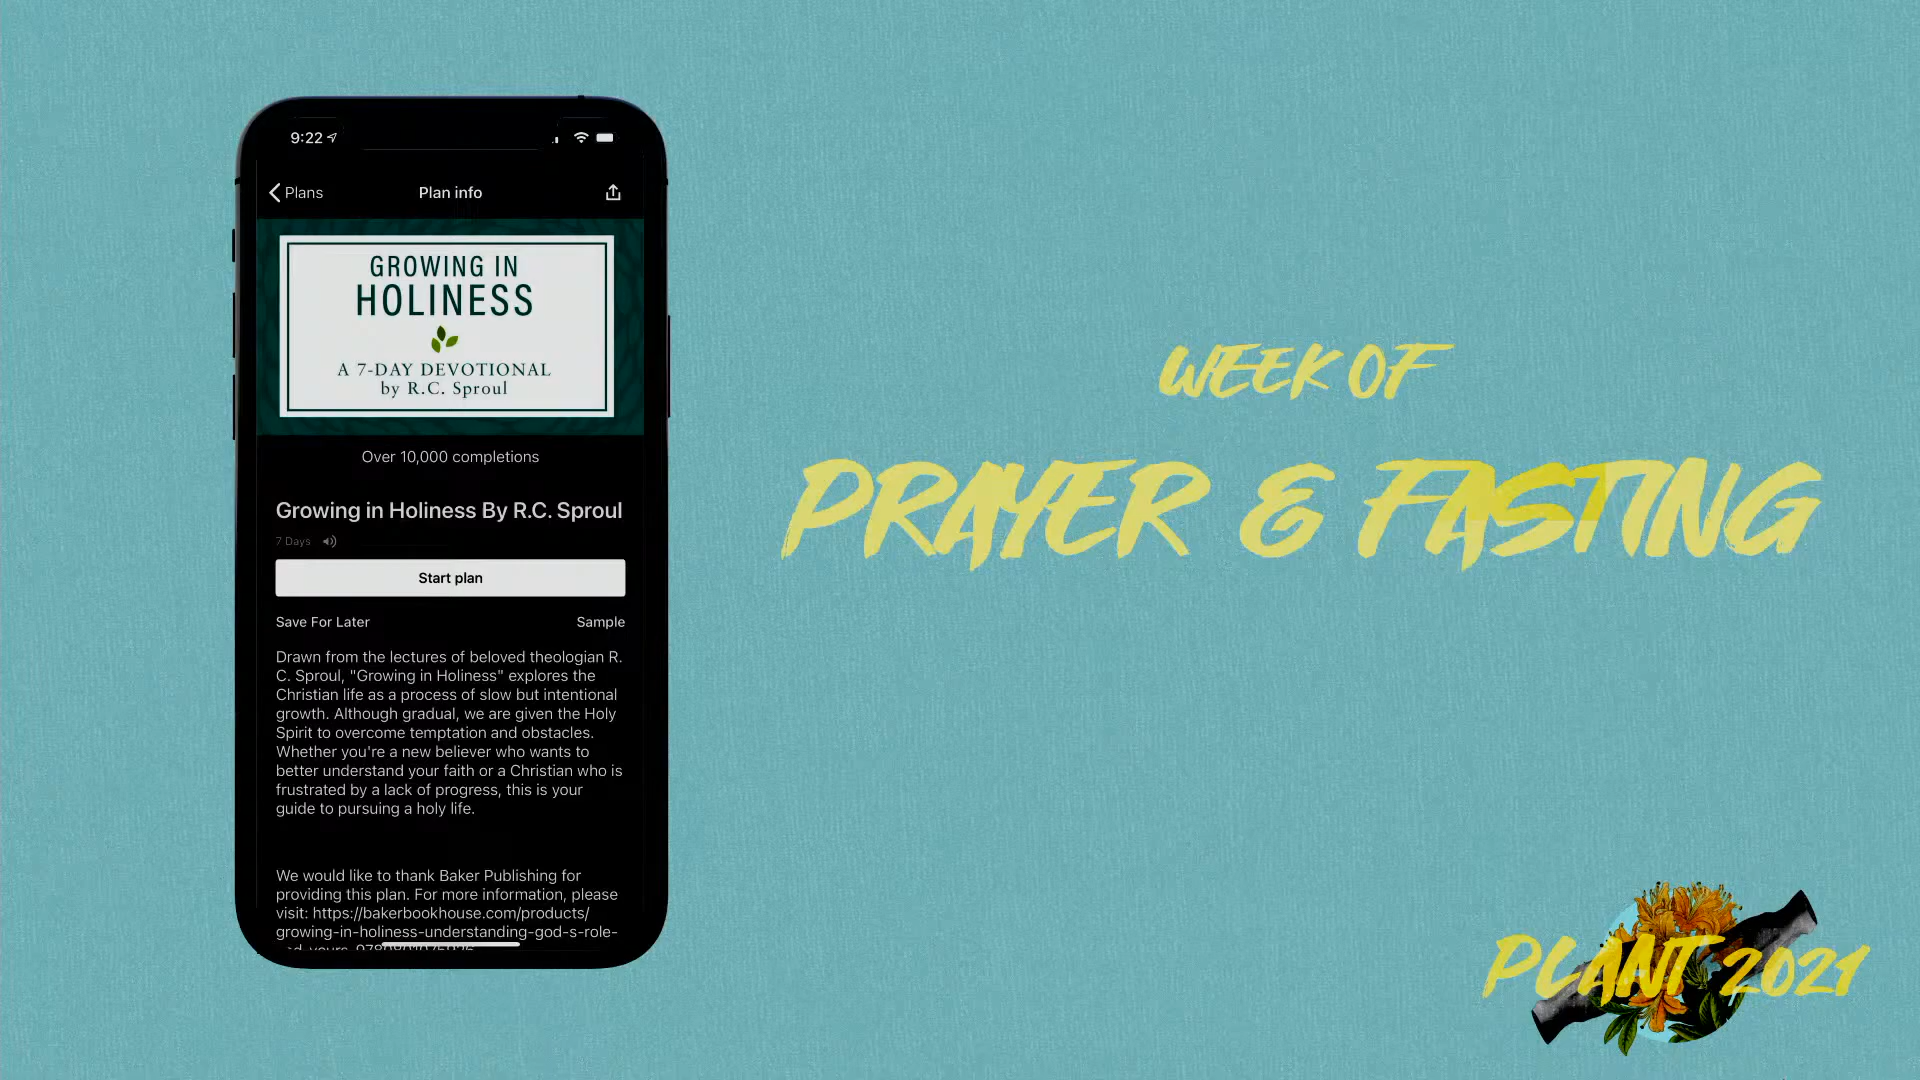 9:22
Plans
Plan info
GROWING IN
HOLINESS
A 7-DAY DEVOTIONAL
by R.C. Sproul
Over 10,000 completions
Growing in Holiness By R.C. Sproul
7 Days
Start plan
Save For Later
Sample
Drawn from the lectures of beloved theologian R.
C. Sproul, "Growing in Holiness" explores the
Christian life as a process of slow but intentional
growth. Although gradual, we are given the Holy
Spirit to overcome temptation and obstacles.
Whether you're a new believer who wants to
better understand your faith or a Christian who is
frustrated by a lack of progress, this is your
guide to pursuing a holy life.
We would like to thank Baker Publishing for
providing this plan. For more information, please
visit: https://bakerbookhouse.com/products/
growing-in-holiness-understanding-god-s-role-
WEEK OF
PRAYER & FASTING
PLANT 2021